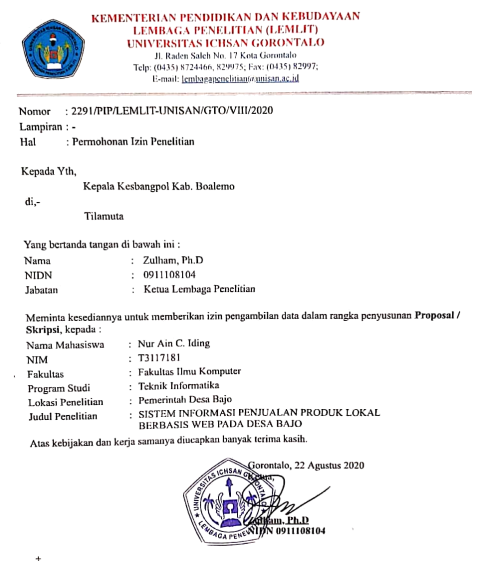 KEMENTERIAN PENDIDIKAN DAN KEBUDAYAAN
LEMBAGA PENELITIAN (LEMLIT)
UNIVERSITAS ICHSAN GORONTALO
Jl. Raden Saleh No. 17 Kota Gorontalo
Telp: (0435) 8724466, 829975; Fax: (0435) 82997;
E-mail: lembagapenelitian@unisan.ac.id
Nomor : 2291/PIP/LEMLIT-UNISAN/GTO/VIII/2020
Lampiran : -
Hal : Permohonan Izin Penelitian
Kepada Yth,
Kepala Kesbangpol Kab. Boalemo
di,-
Tilamuta
Yang bertanda tangan di bawah ini :
Nama : Zulham, Ph.D
NIDN : 0911108104
Jabatan : Ketua Lembaga Penelitian
Meminta kesediannya untuk memberikan izin pengambilan data dalam rangka penyusunan Proposal /
Skripsi, kepada :
Nama Mahasiswa : Nur Ain C. Iding
NIM : T3117181
Fakultas : Fakultas Ilmu Komputer
Program Studi : Teknik Informatika
Lokasi Penelitian : Pemerintah Desa Bajo
Judul Penelitian : SISTEM INFORMASI PENJUALAN PRODUK LOKAL
BERBASIS WEB PADA DESA BAJO
Atas kebijakan dan kerja samanya diucapkan banyak terima kasih.
Gorontalo, 22 Agustus 2020
Zulham, Ph.D
NIDN 0911108104
UNIVERSITAS ICHSAN
LEMBAGA
+